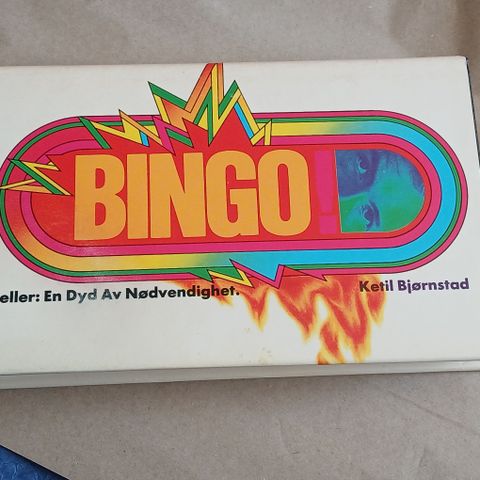 BINGO!
eller: En Dyd Av Nødvendighet.
Ketil Bjørnstad